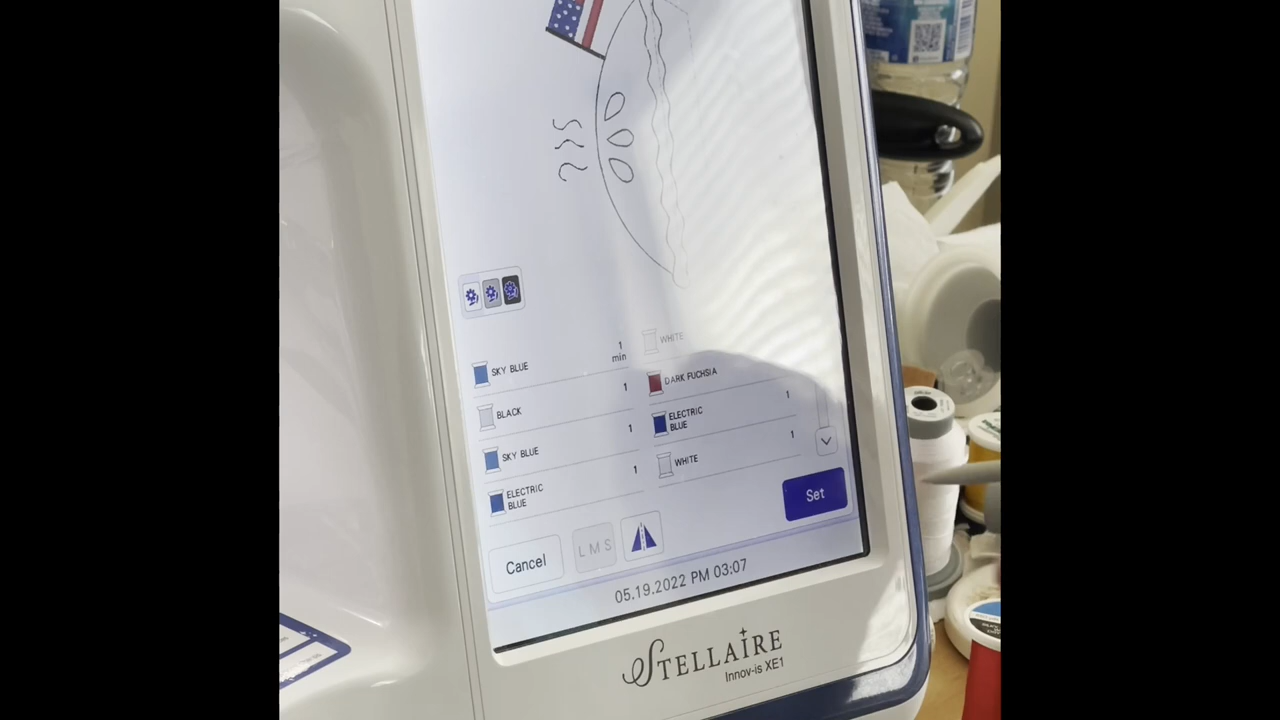 SKY BLUE
1
min
BLACK
1
SKY BLUE
1
ELECTRIC
BLUE
1
WHITE
DARK FUCHSIA
ELECTRIC
BLUE
1
WHITE
1
Set
Cancel
L M S
05.19.2022 PM 03:07
STELLAIRE
Innov-is XE1